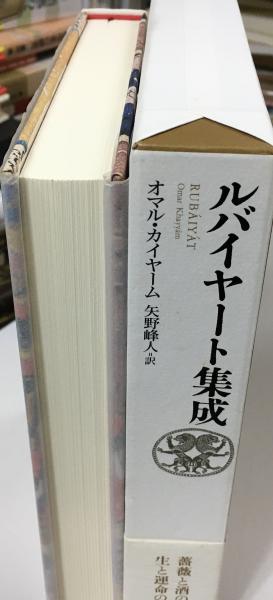 ルバイヤート集成
RUBÁIYÁT
Omar Khayyám
オマル・カイヤーム 矢野峰人=訳
薔薇と酒の
生と運命の